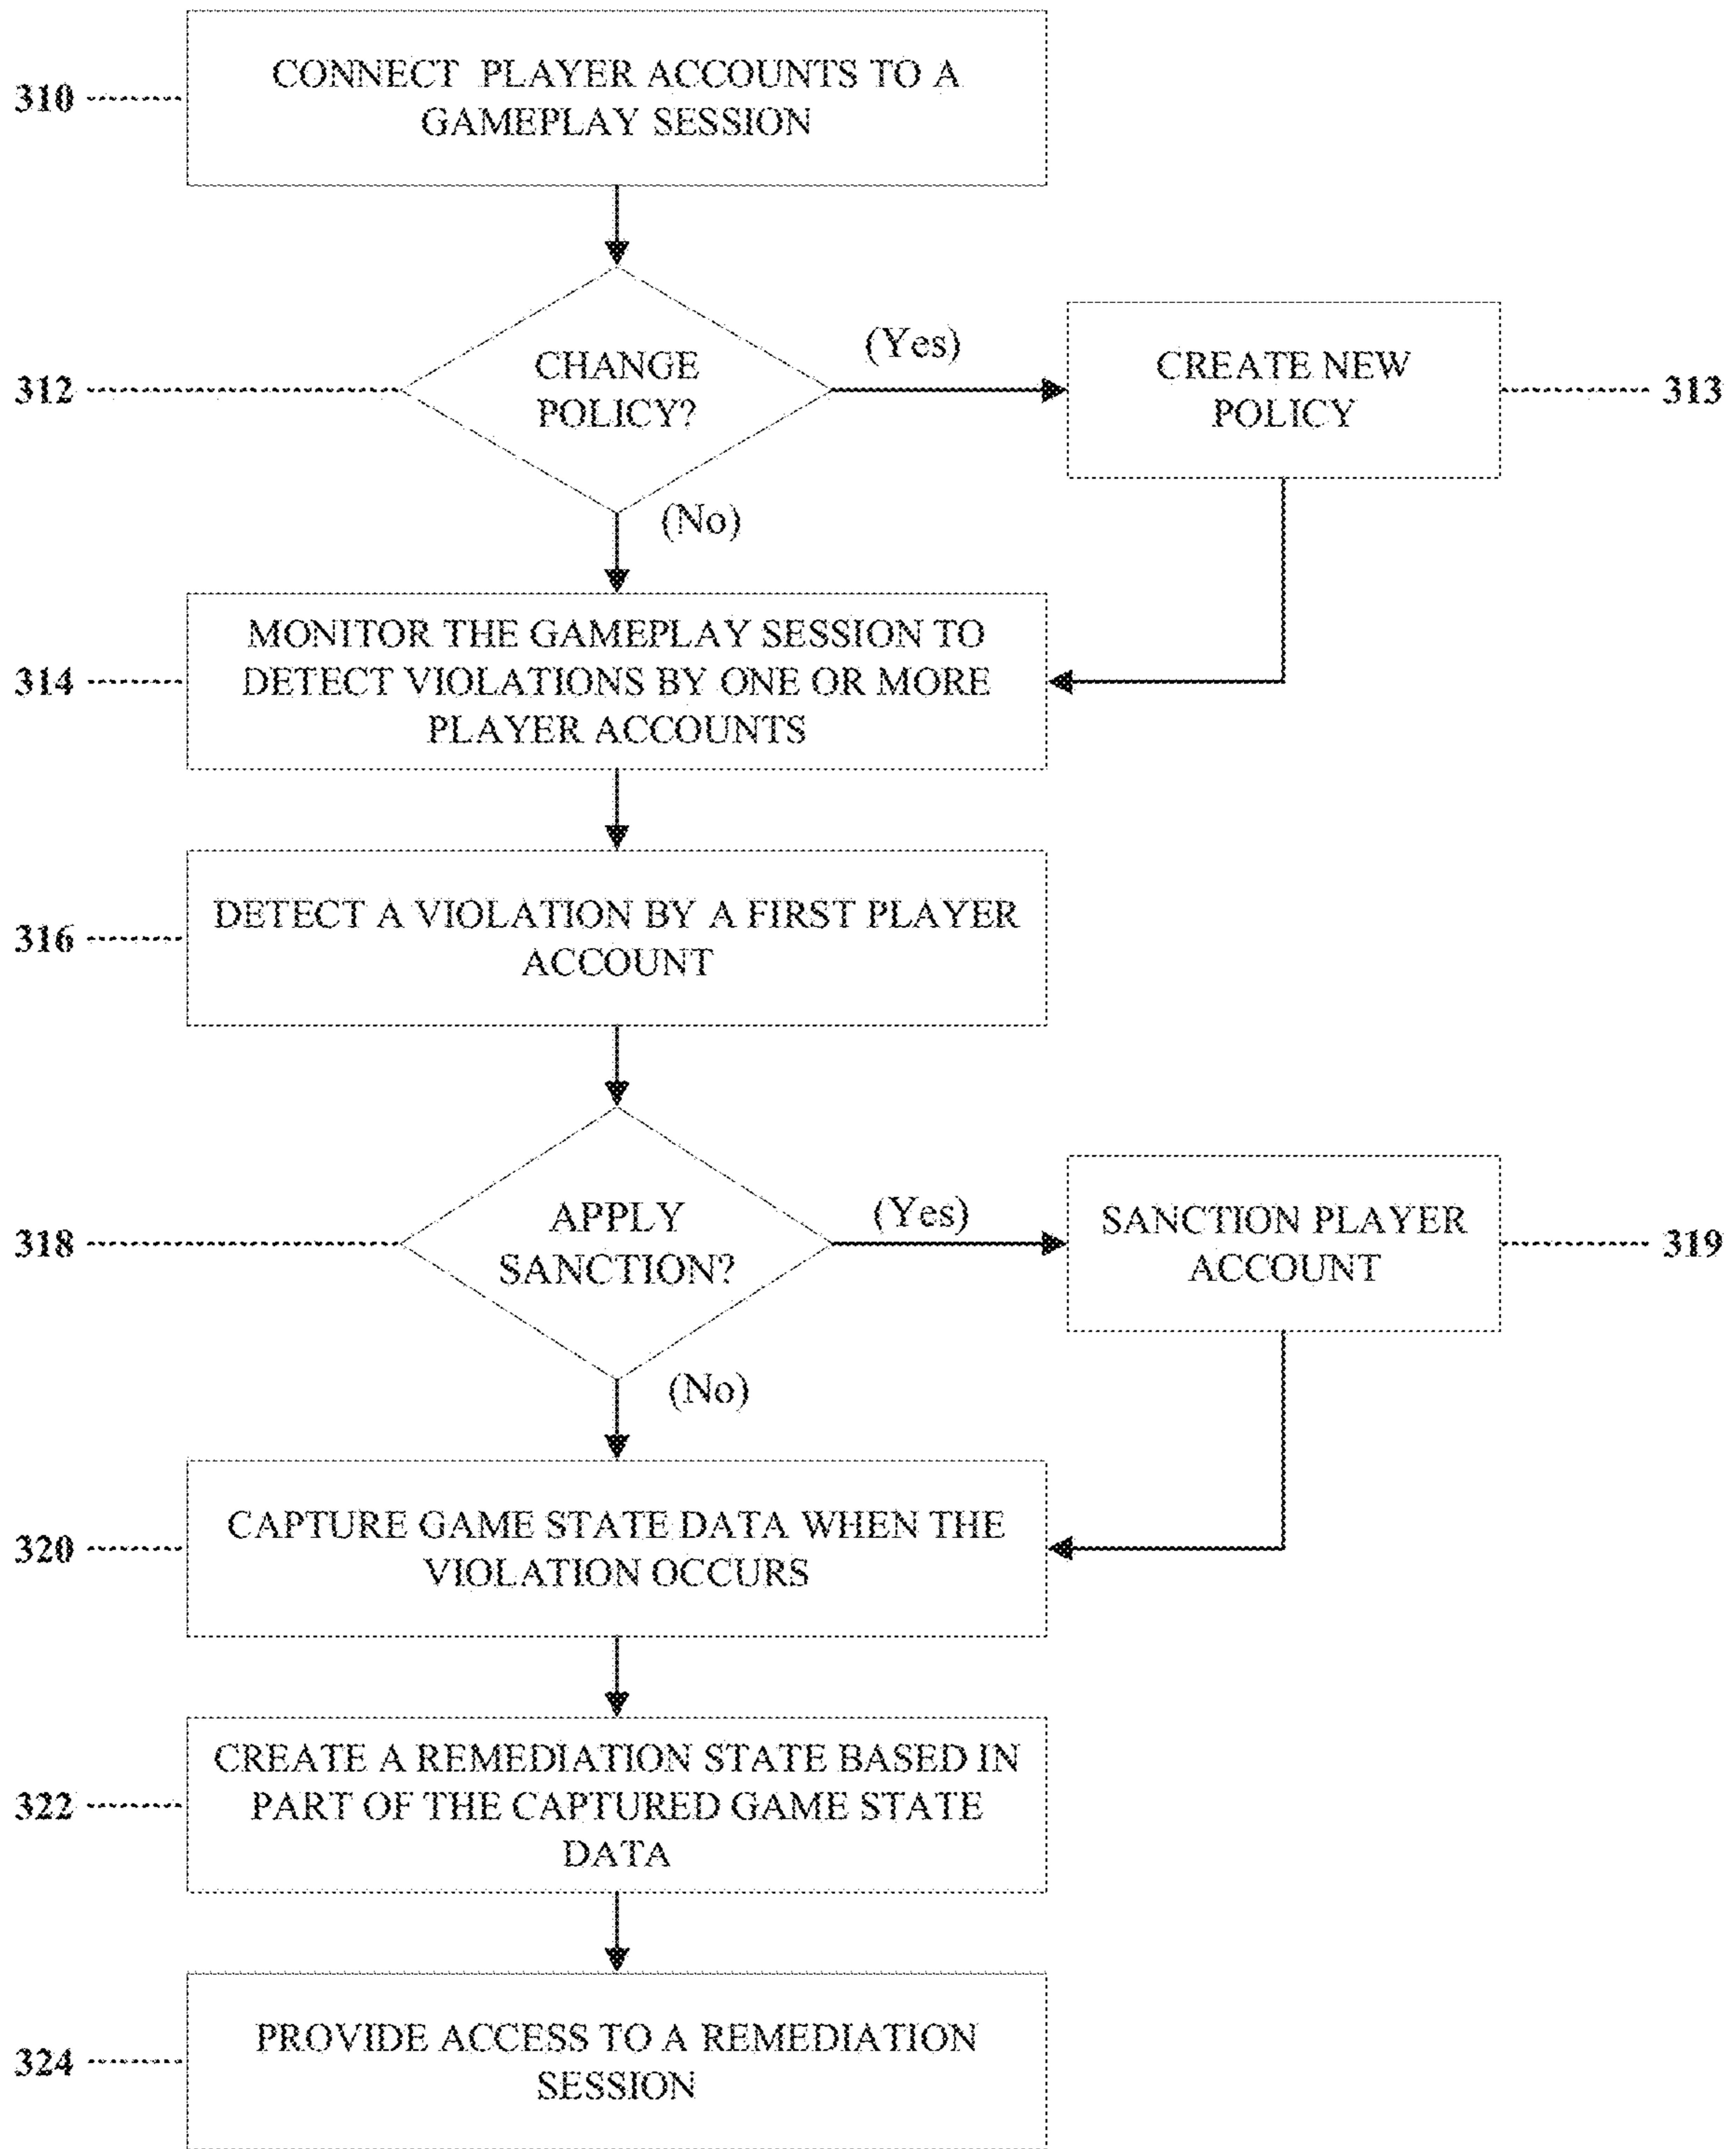 310
CONNECT PLAYER ACCOUNTS TO A
GAMEPLAY SESSION
312
CHANGE
POLICY?
(Yes)
CREATE NEW
POLICY
313
(No)
314
MONITOR THE GAMEPLAY SESSION TO
DETECT VIOLATIONS BY ONE OR MORE
PLAYER ACCOUNTS
316
DETECT A VIOLATION BY A FIRST PLAYER
ACCOUNT
318
APPLY
SANCTION?
(Yes)
SANCTION PLAYER
ACCOUNT
319
(No)
320
CAPTURE GAME STATE DATA WHEN THE
VIOLATION OCCURS
322
CREATE A REMEDIATION STATE BASED IN
PART OF THE CAPTURED GAME STATE
DATA
324
PROVIDE ACCESS TO A REMEDIATION
SESSION